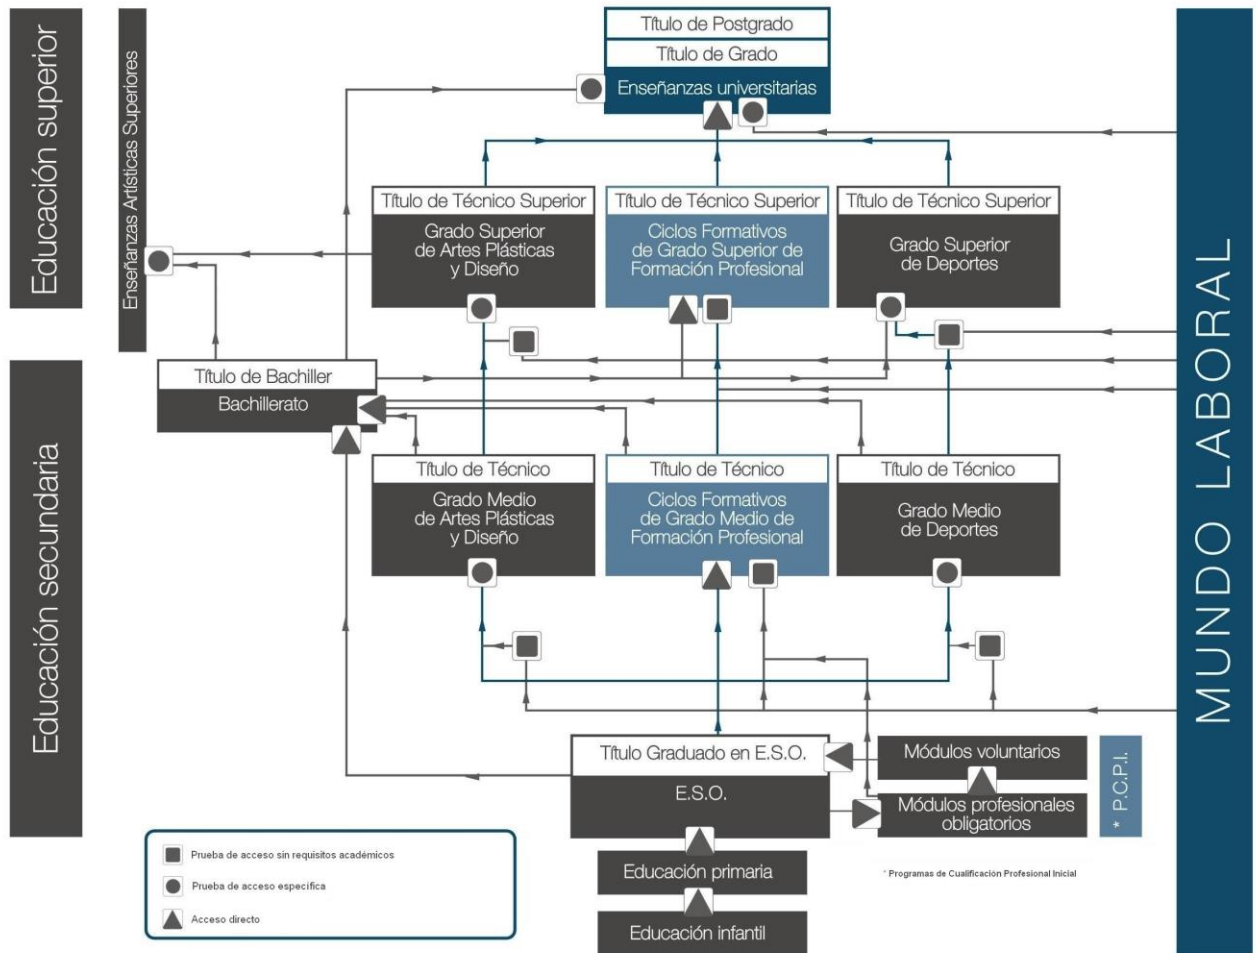 Educación superior
Enseñanzas Artísticas Superiores
Título de Postgrado
Título de Grado
Enseñanzas universitarias
Título de Técnico Superior
Grado Superior
de Artes Plásticas
y Diseño
Título de Técnico Superior
Ciclos Formativos
de Grado Superior de
Formación Profesional
Título de Técnico Superior
Grado Superior
de Deportes
MUNDO LABORAL
Educación secundaria
Título de Bachiller
Bachillerato
Título de Técnico
Grado Medio
de Artes Plásticas
y Diseño
Título de Técnico
Ciclos Formativos
de Grado Medio de
Formación Profesional
Título de Técnico
Grado Medio
de Deportes
Título Graduado en E.S.O.
E.S.O.
Módulos voluntarios
Módulos profesionales
obligatorios
* P.C.P.I.
Educación primaria
Educación infantil
* Programas de Cualificación Profesional Inicial
Prueba de acceso sin requisitos académicos
Prueba de acceso específica
Acceso directo